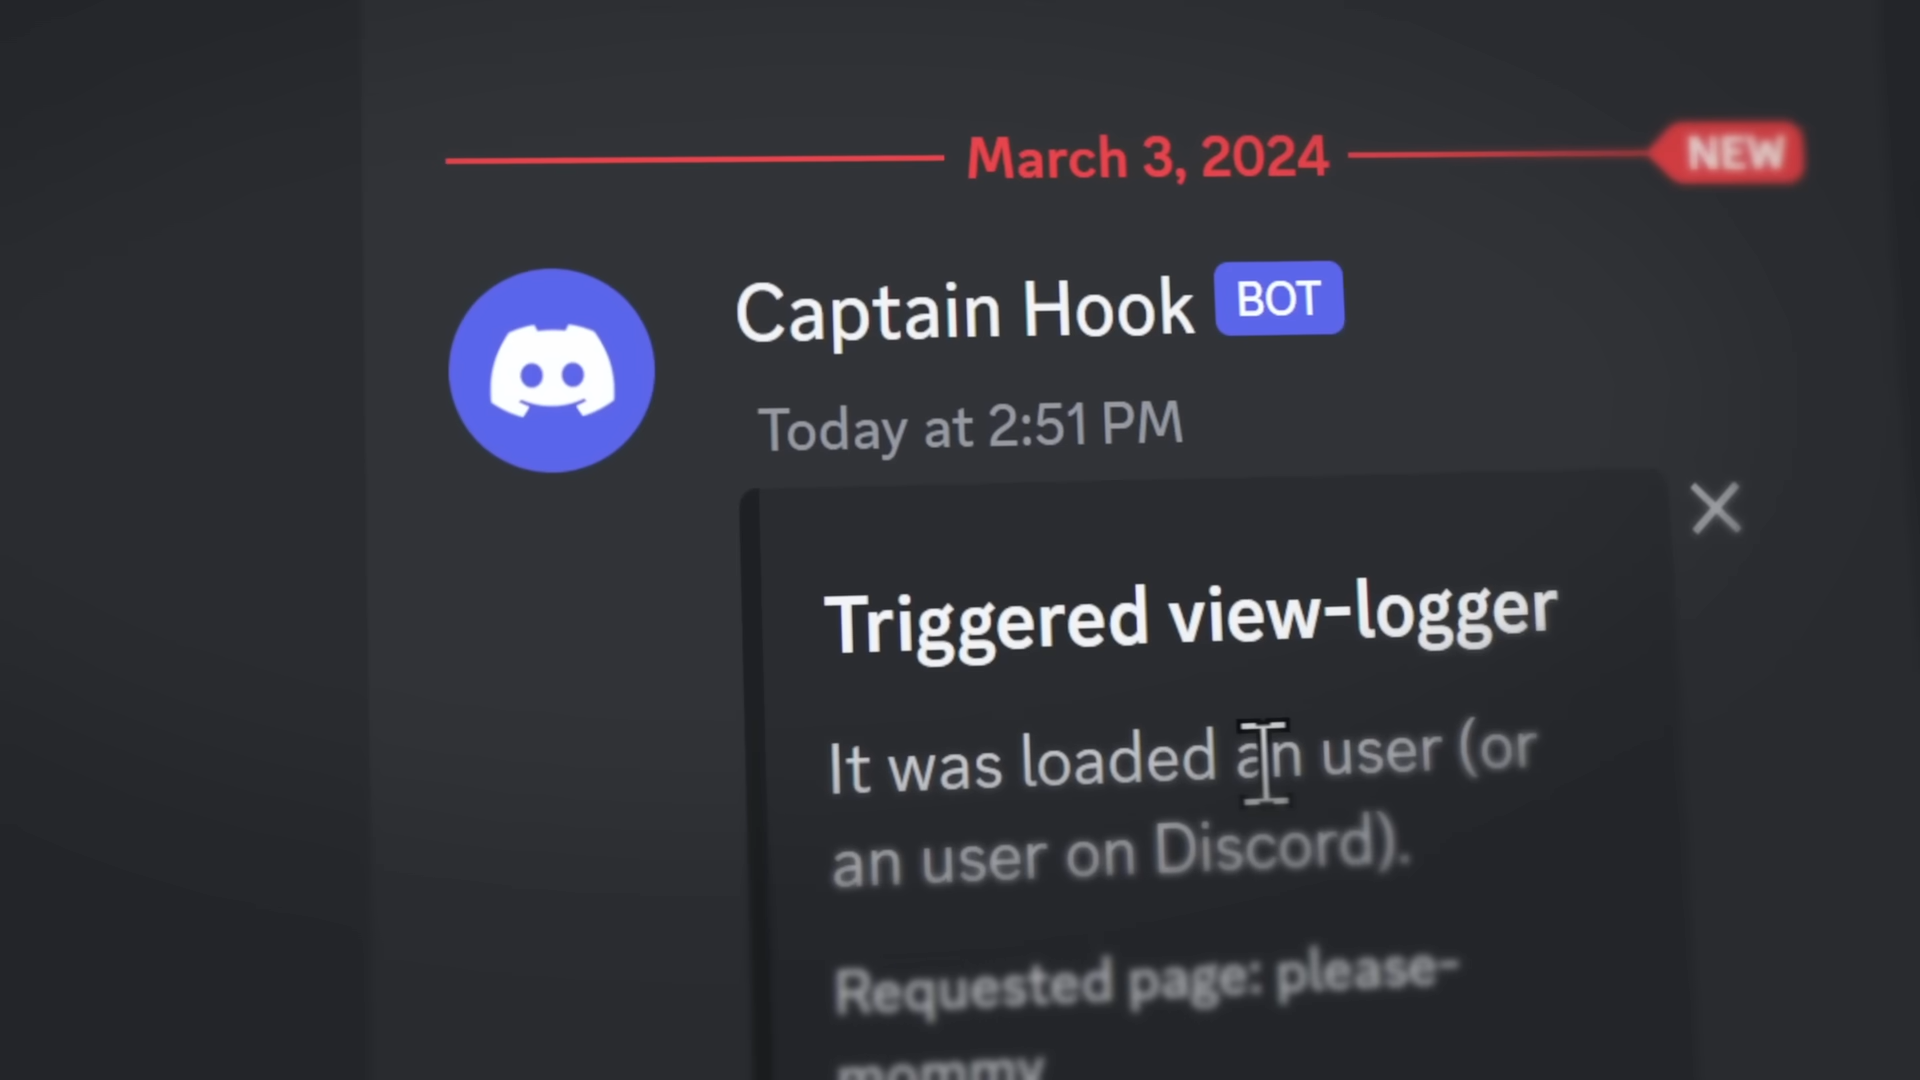 March 3, 2024
NEW
Captain Hook BOT
Today at 2:51 PM
Triggered view-logger
It was loaded an user (or
an user on Discord).
Requested page: please-
mommy